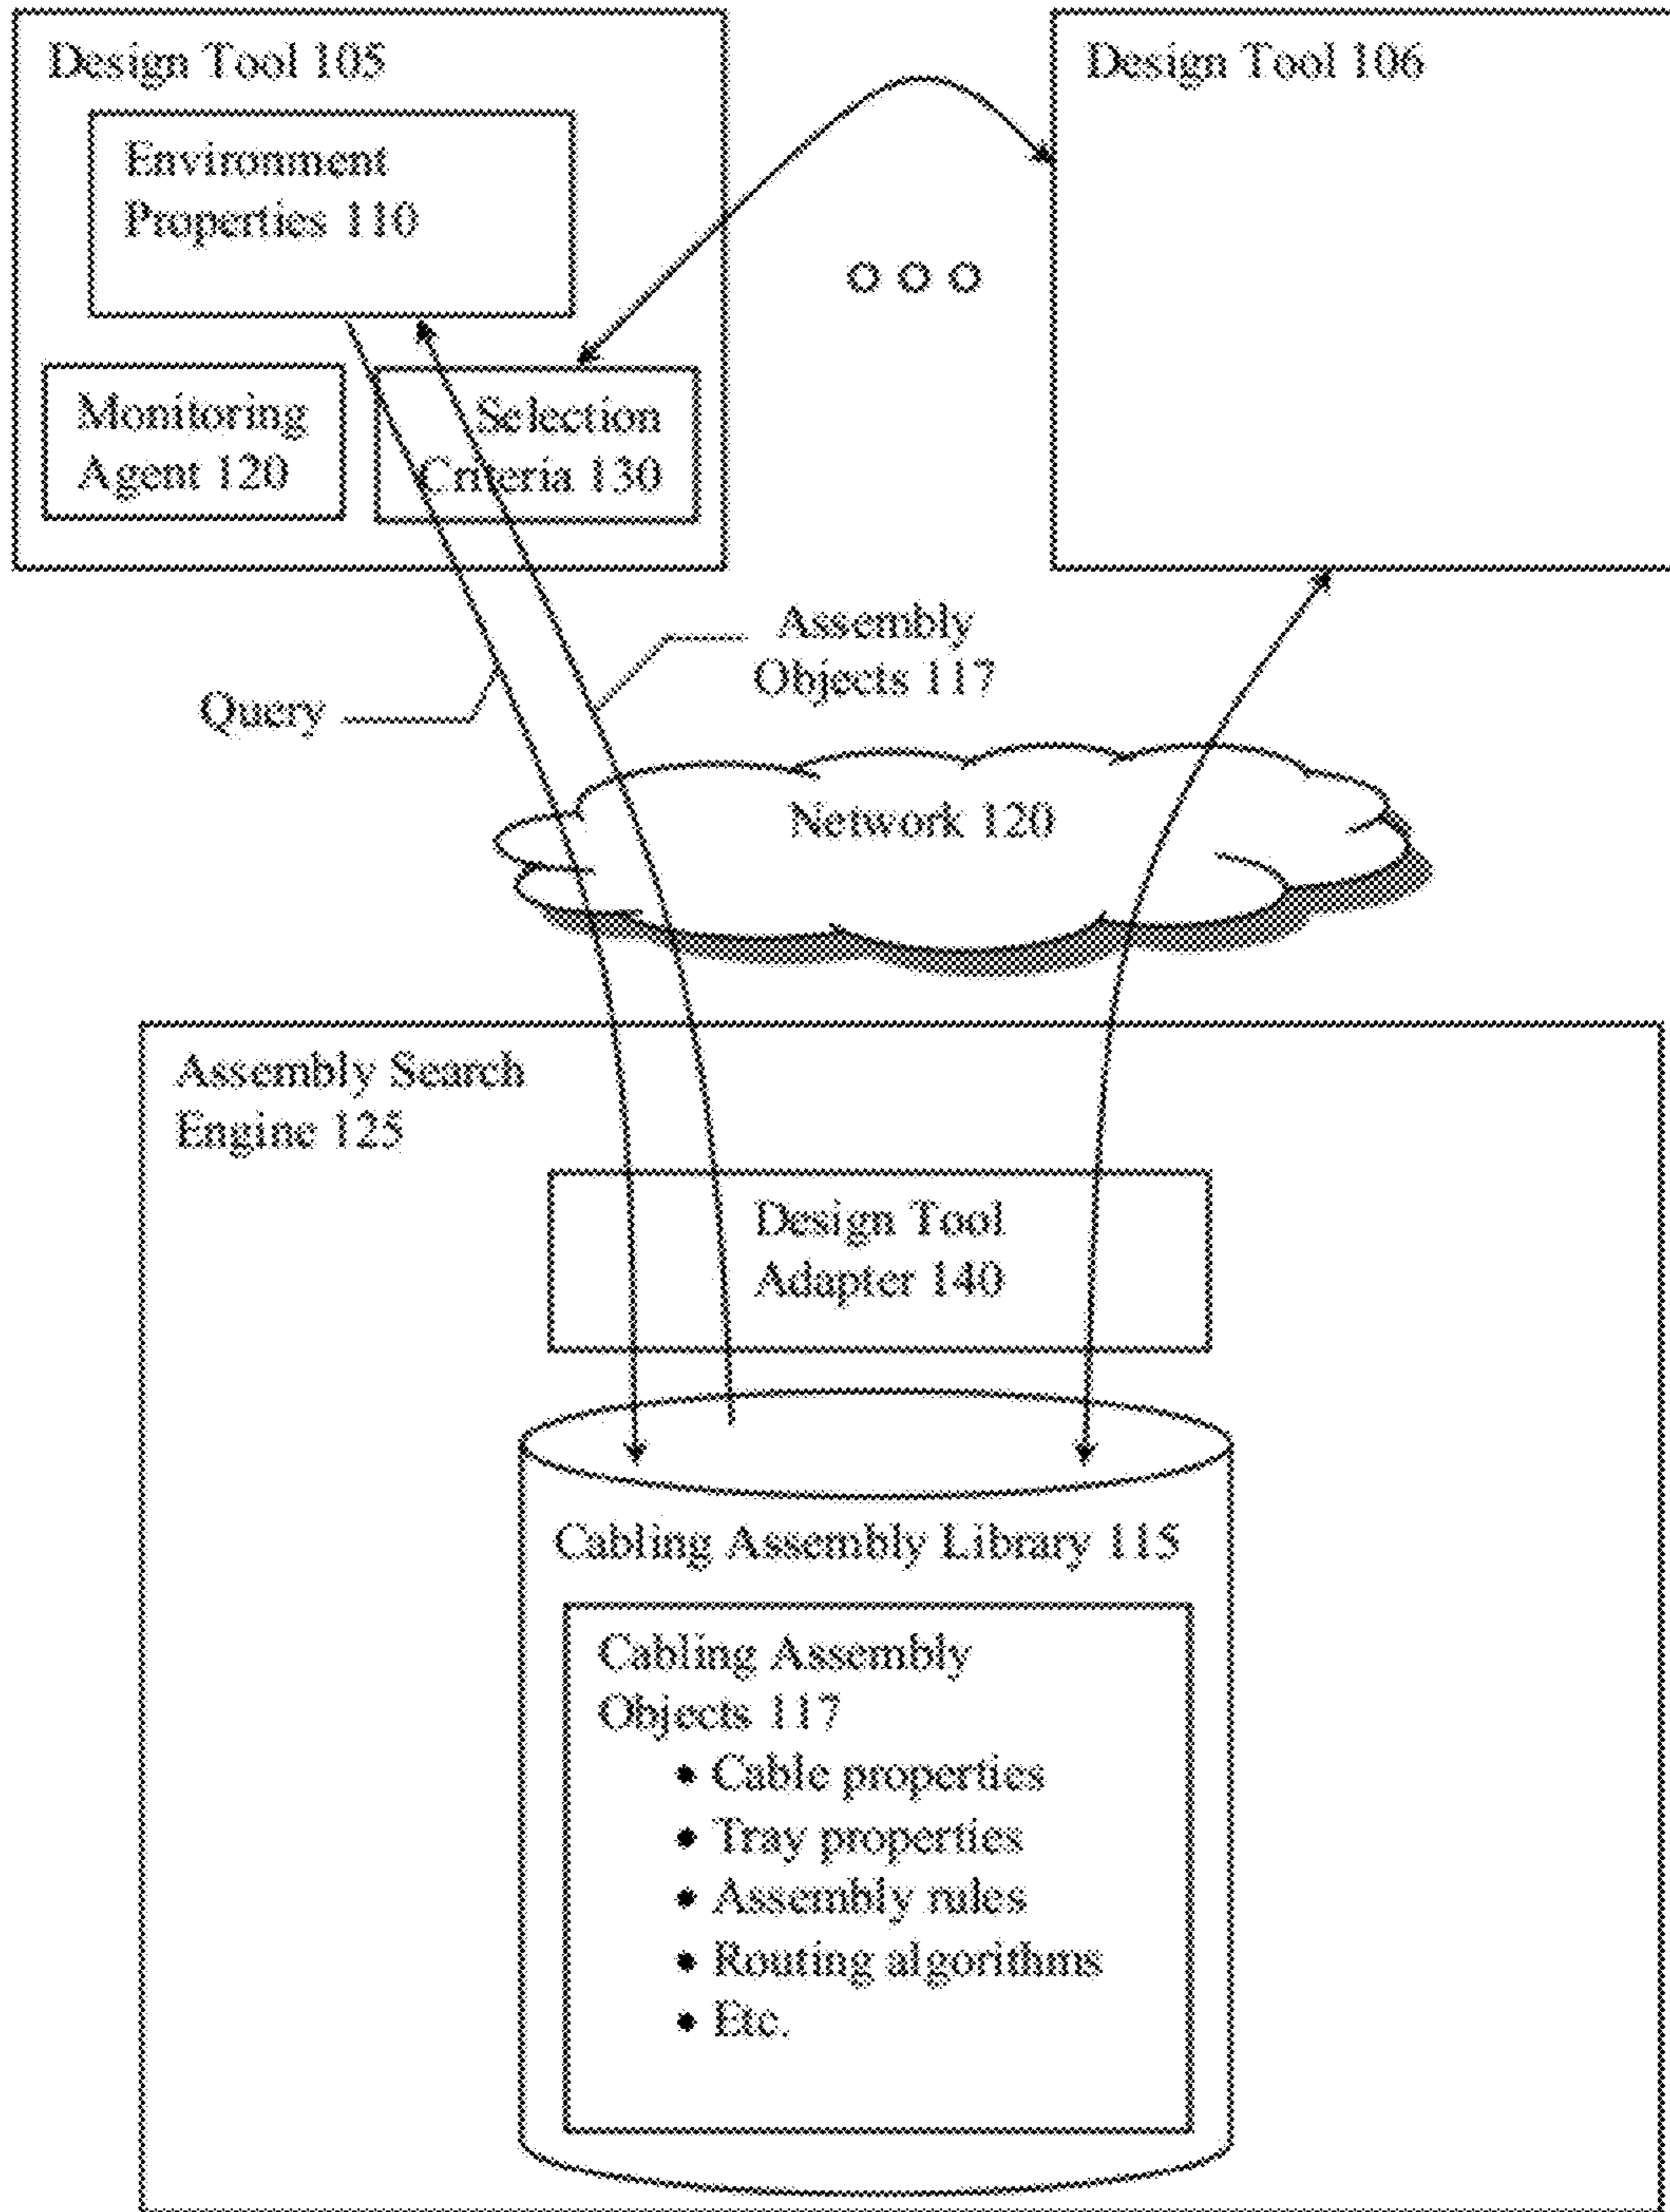 Design Tool 105
Environment
Properties 110
Monitoring
Agent 120
Selection
Criteria 130
Design Tool 106
Assembly
Objects 117
Query
Network 120
Assembly Search
Engine 125
Design Tool
Adapter 140
Cabling Assembly Library 115
Cabling Assembly
Objects 117
• Cable properties
• Tray properties
• Assembly rules
• Routing algorithms
• Etc.